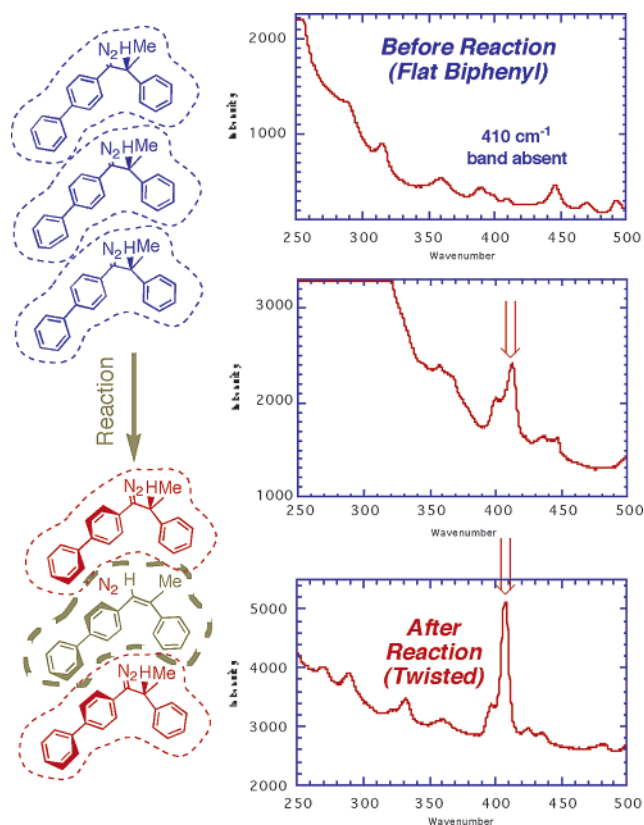 N₂HMe
N₂HMe
N₂HMe
Reaction
N₂HMe
N₂ H Me
N₂HMe
Before Reaction
(Flat Biphenyl)
410 cm⁻¹
band absent
2000
1000
250 300 350 400 450 500
Wavenumber
3000
2000
1000
250 300 350 400 450 500
Wavenumber
After
Reaction
(Twisted)
5000
4000
3000
2000
250 300 350 400 450 500
Wavenumber